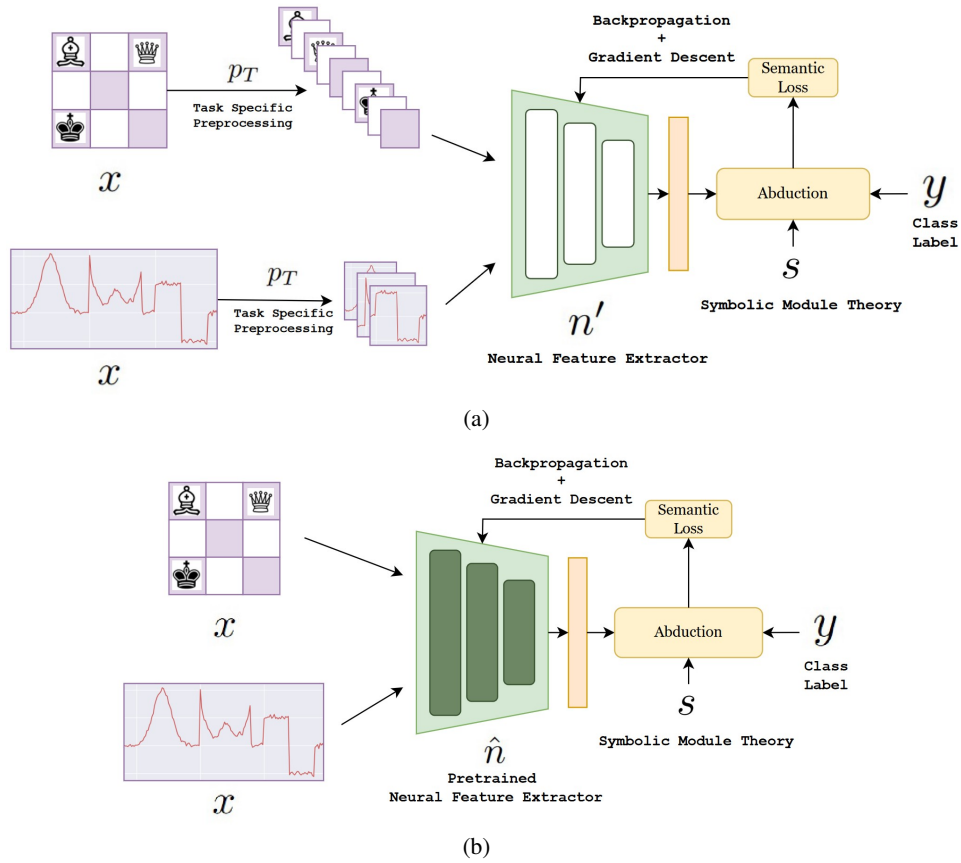 Backpropagation
+
Gradient Descent
Semantic
Loss
p_T
Task Specific
Preprocessing
x
Abduction
y
Class
Label
s
Symbolic Module Theory
p_T
Task Specific
Preprocessing
x
n′
Neural Feature Extractor
(a)
Backpropagation
+
Gradient Descent
Semantic
Loss
x
Abduction
y
Class
Label
s
Symbolic Module Theory
x
n̂
Pretrained
Neural Feature Extractor
(b)